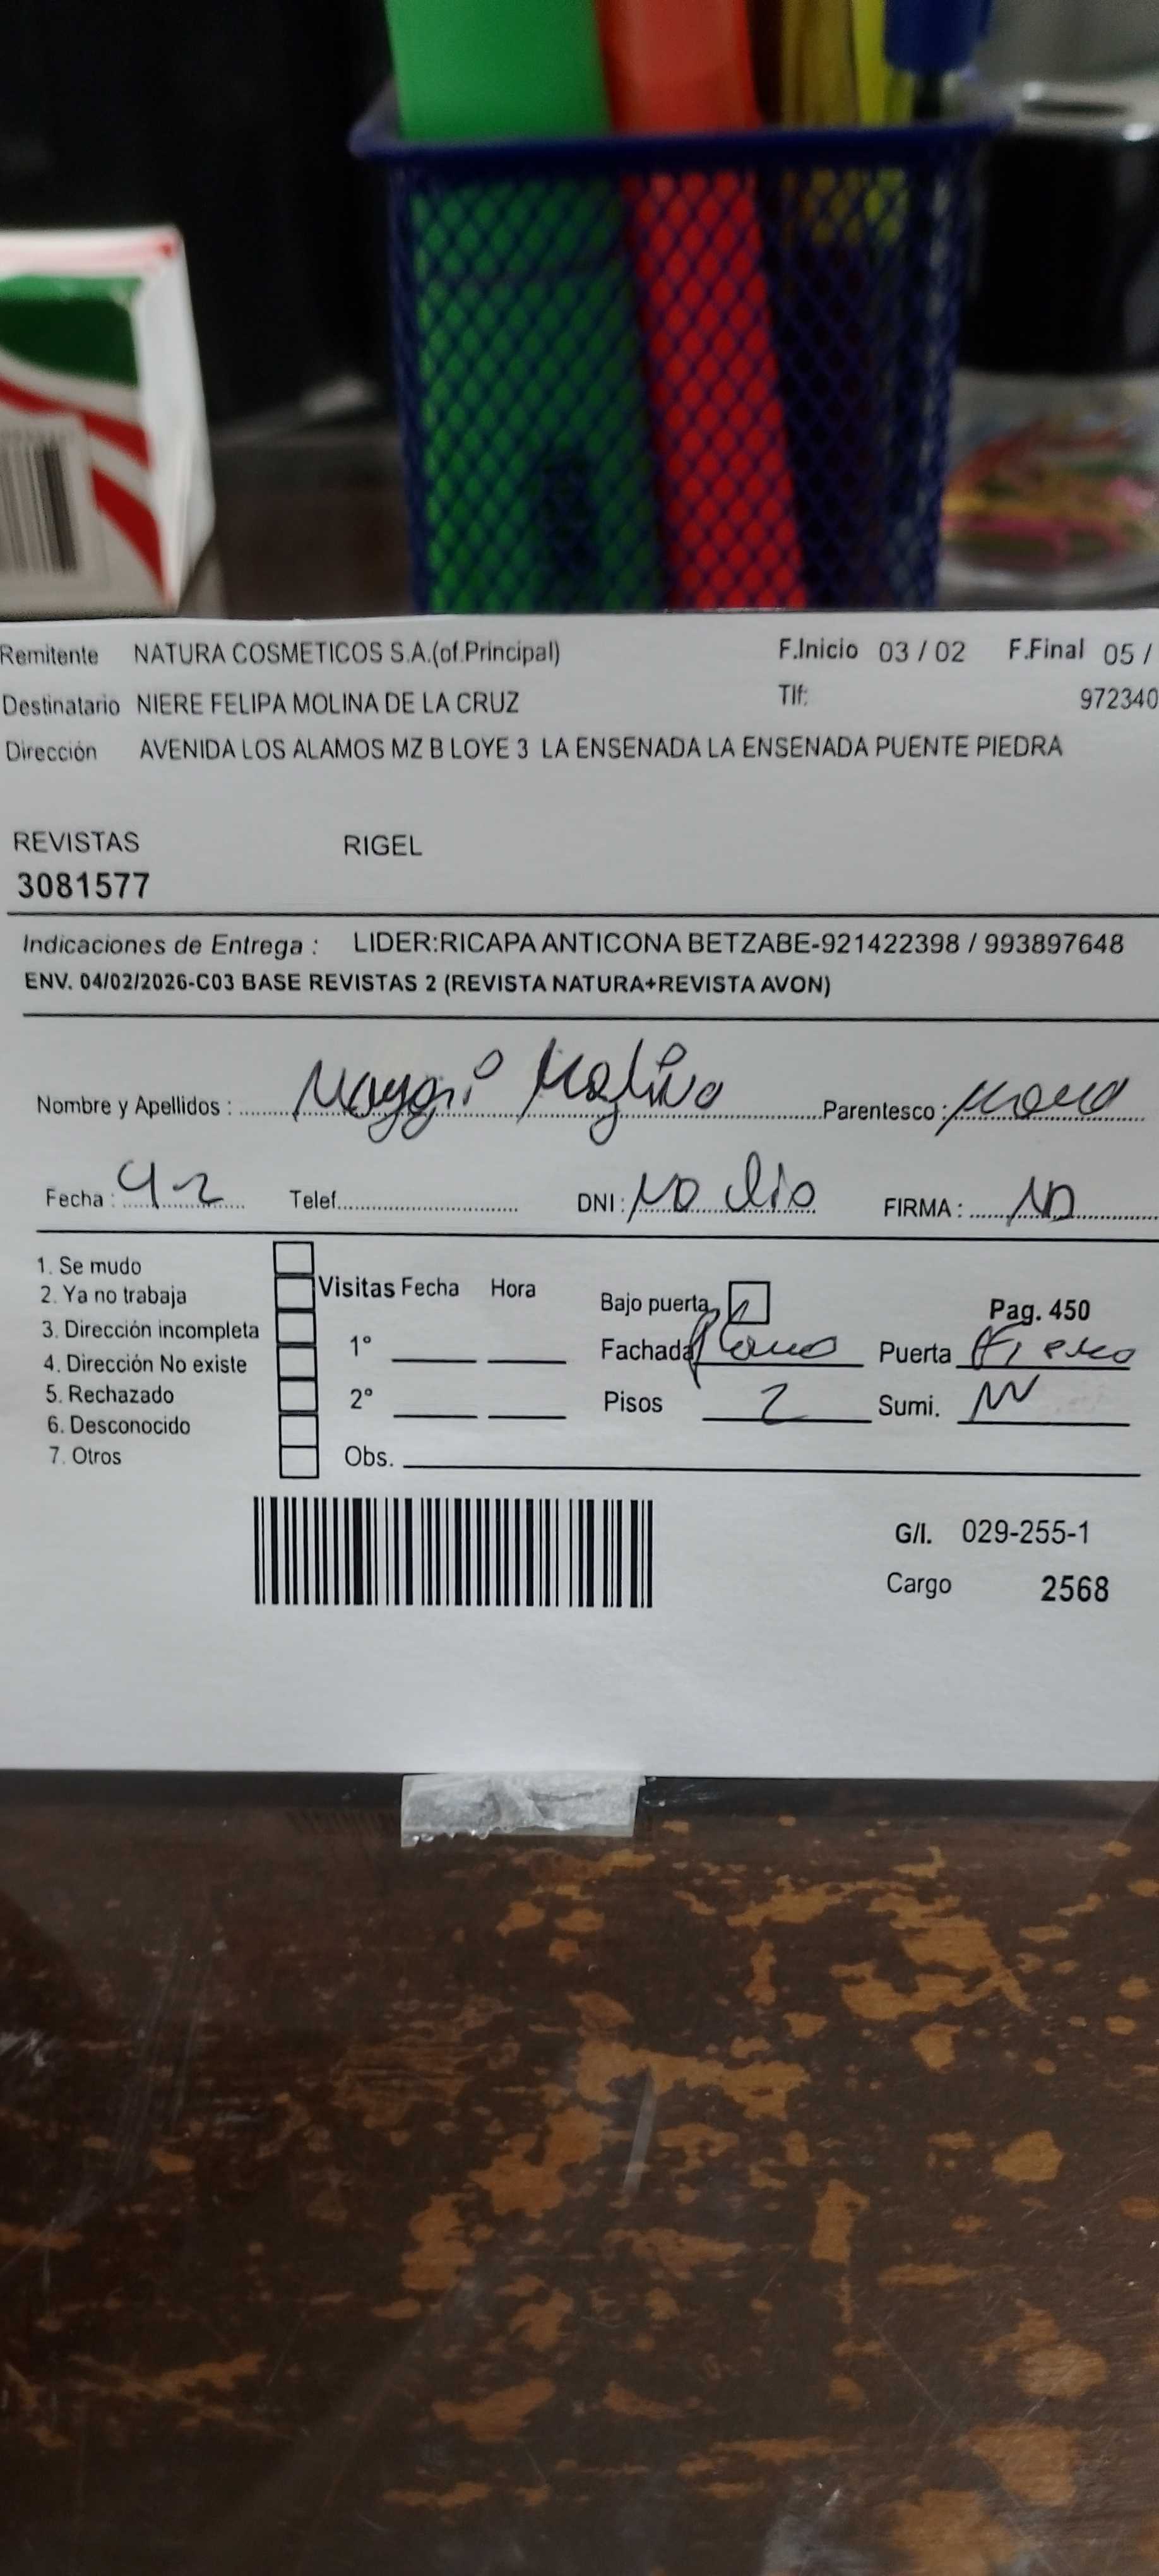 Remitente NATURA COSMETICOS S.A.(of.Principal) F.Inicio 03 / 02 F.Final 05 /
Destinatario NIERE FELIPA MOLINA DE LA CRUZ Tlf: 972340
Dirección AVENIDA LOS ALAMOS MZ B LOYE 3 LA ENSENADA LA ENSENADA PUENTE PIEDRA
REVISTAS RIGEL
3081577
Indicaciones de Entrega : LIDER:RICAPA ANTICONA BETZABE-921422398 / 993897648
ENV. 04/02/2026-C03 BASE REVISTAS 2 (REVISTA NATURA+REVISTA AVON)
Nombre y Apellidos : Molino Parentesco :
Fecha : 4-2 Telef. DNI : NO dio FIRMA :
1. Se mudo
2. Ya no trabaja
3. Dirección incompleta
4. Dirección No existe
5. Rechazado
6. Desconocido
7. Otros
Visitas Fecha Hora
1°
2°
Obs.
Bajo puerta Pag. 450
Fachada Puerta
Pisos 2 Sumi.
G/I. 029-255-1
Cargo 2568